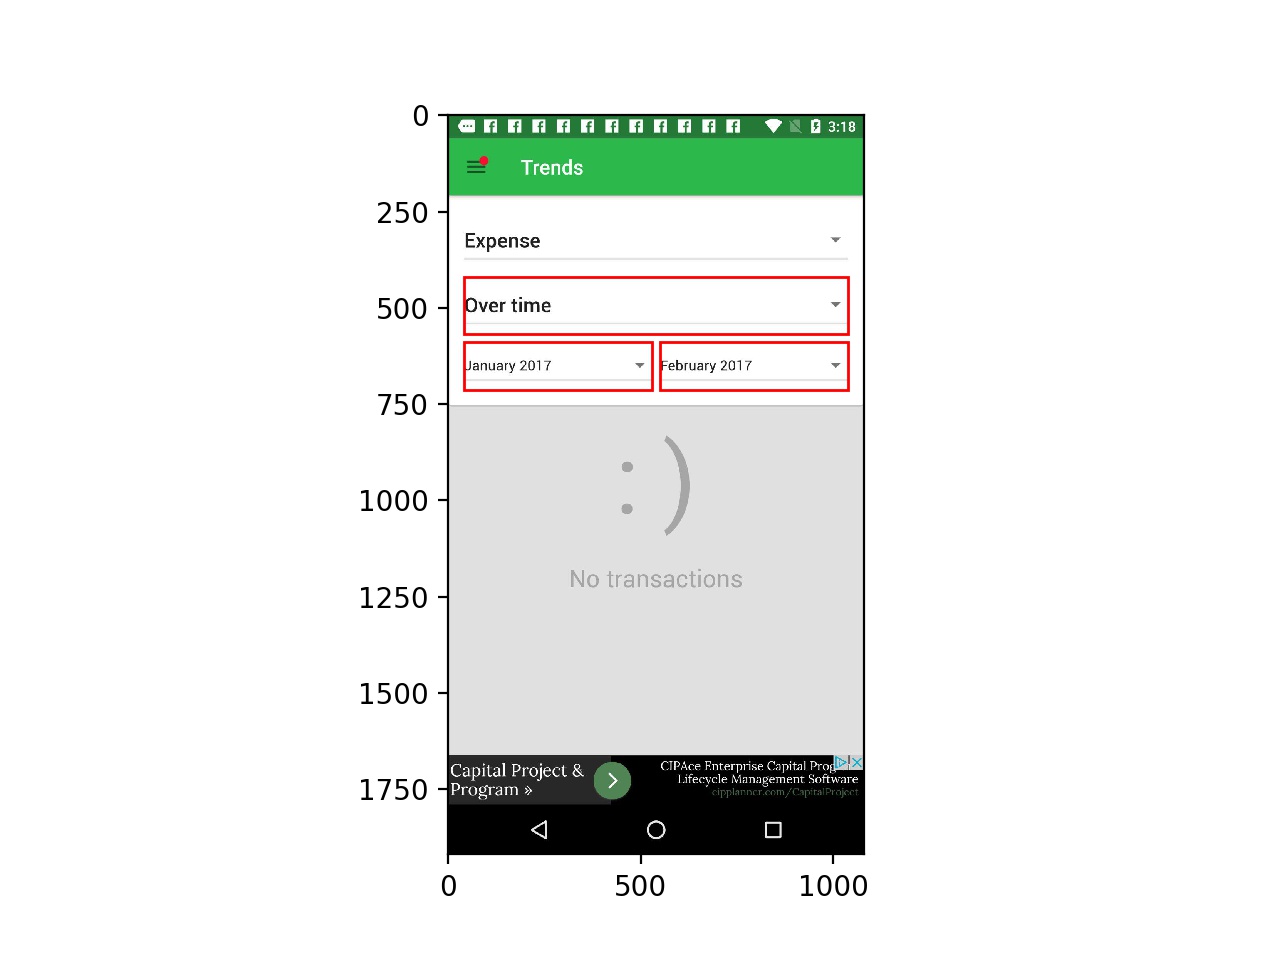 0
3:18
Trends
250
Expense
500
Over time
January 2017
February 2017
750
:)
1000
No transactions
1250
1500
Capital Project &
Program »
CIPAce Enterprise Capital
Lifecycle Management Software
cipplanner.com/CapitalProject
1750
0
500
1000